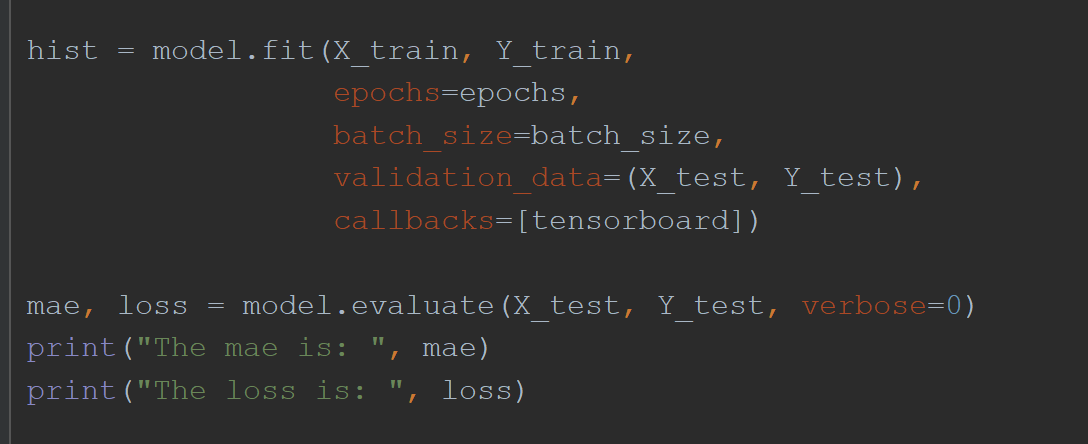 hist = model.fit(X_train, Y_train,
epochs=epochs,
batch_size=batch_size,
validation_data=(X_test, Y_test),
callbacks=[tensorboard])
mae, loss = model.evaluate(X_test, Y_test, verbose=0)
print("The mae is: ", mae)
print("The loss is: ", loss)